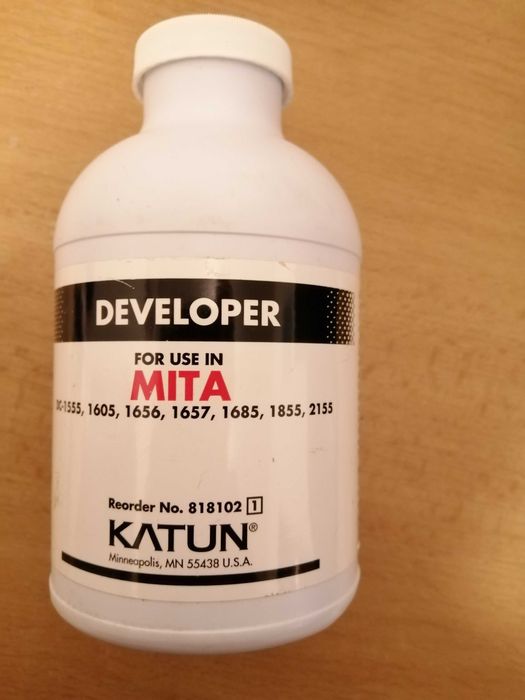 DEVELOPER
FOR USE IN
MITA
DC-1555, 1605, 1656, 1657, 1685, 1855, 2155
Reorder No. 818102 1
KATUN®
Minneapolis, MN 55438 U.S.A.